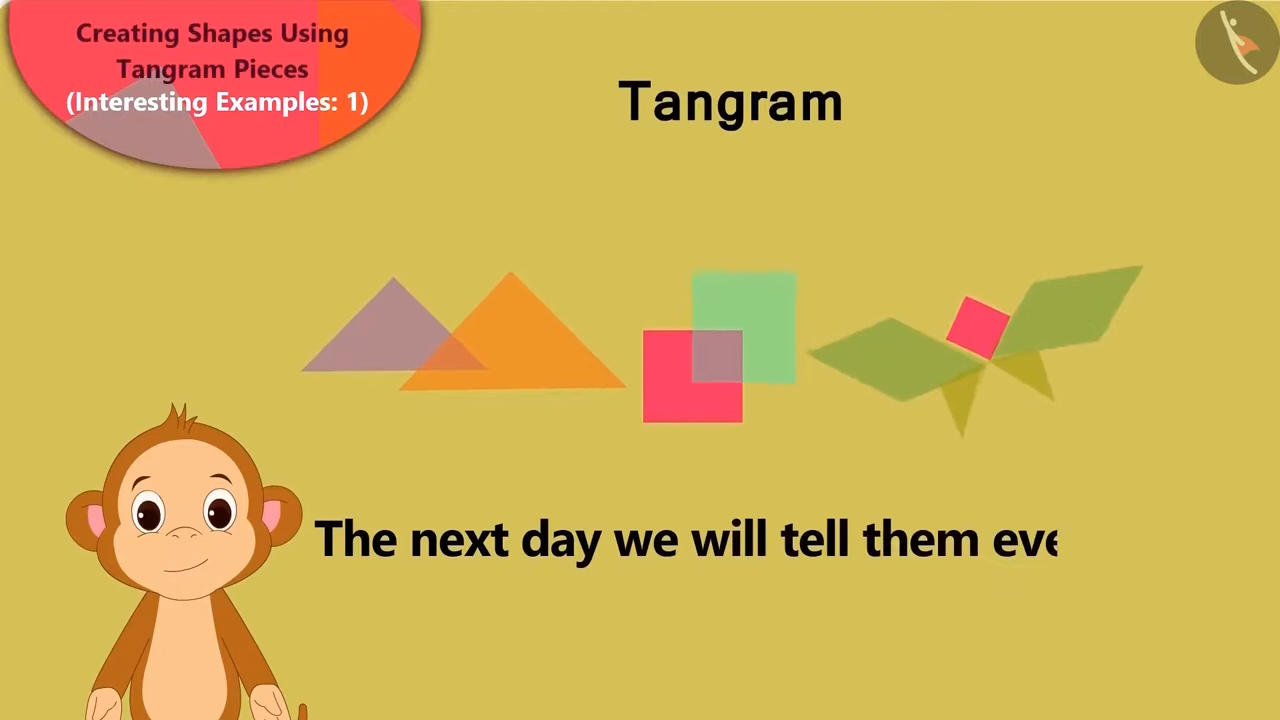 Creating Shapes Using
Tangram Pieces
(Interesting Examples: 1)
Tangram
The next day we will tell them